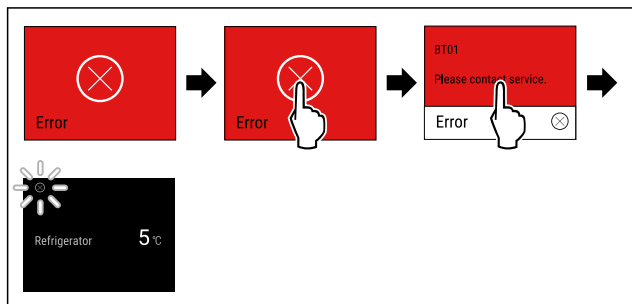 Error
Error
BT01
Please contact service.
Error
Refrigerator 5 °C